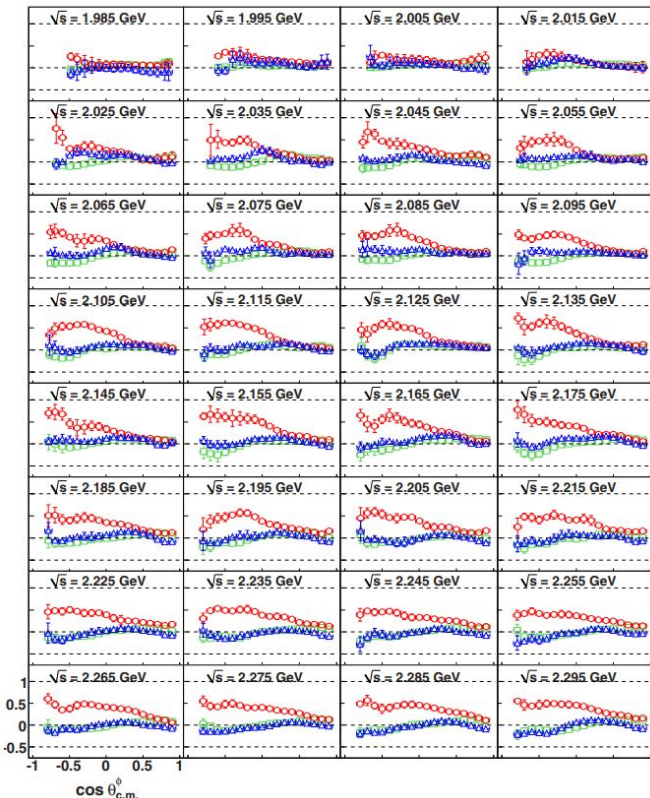 √s = 1.985 GeV √s = 1.995 GeV √s = 2.005 GeV √s = 2.015 GeV
√s = 2.025 GeV √s = 2.035 GeV √s = 2.045 GeV √s = 2.055 GeV
√s = 2.065 GeV √s = 2.075 GeV √s = 2.085 GeV √s = 2.095 GeV
√s = 2.105 GeV √s = 2.115 GeV √s = 2.125 GeV √s = 2.135 GeV
√s = 2.145 GeV √s = 2.155 GeV √s = 2.165 GeV √s = 2.175 GeV
√s = 2.185 GeV √s = 2.195 GeV √s = 2.205 GeV √s = 2.215 GeV
√s = 2.225 GeV √s = 2.235 GeV √s = 2.245 GeV √s = 2.255 GeV
√s = 2.265 GeV √s = 2.275 GeV √s = 2.285 GeV √s = 2.295 GeV
1
0.5
0
-0.5
-1 -0.5 0 0.5 1
cos θ^ϕ_c.m.